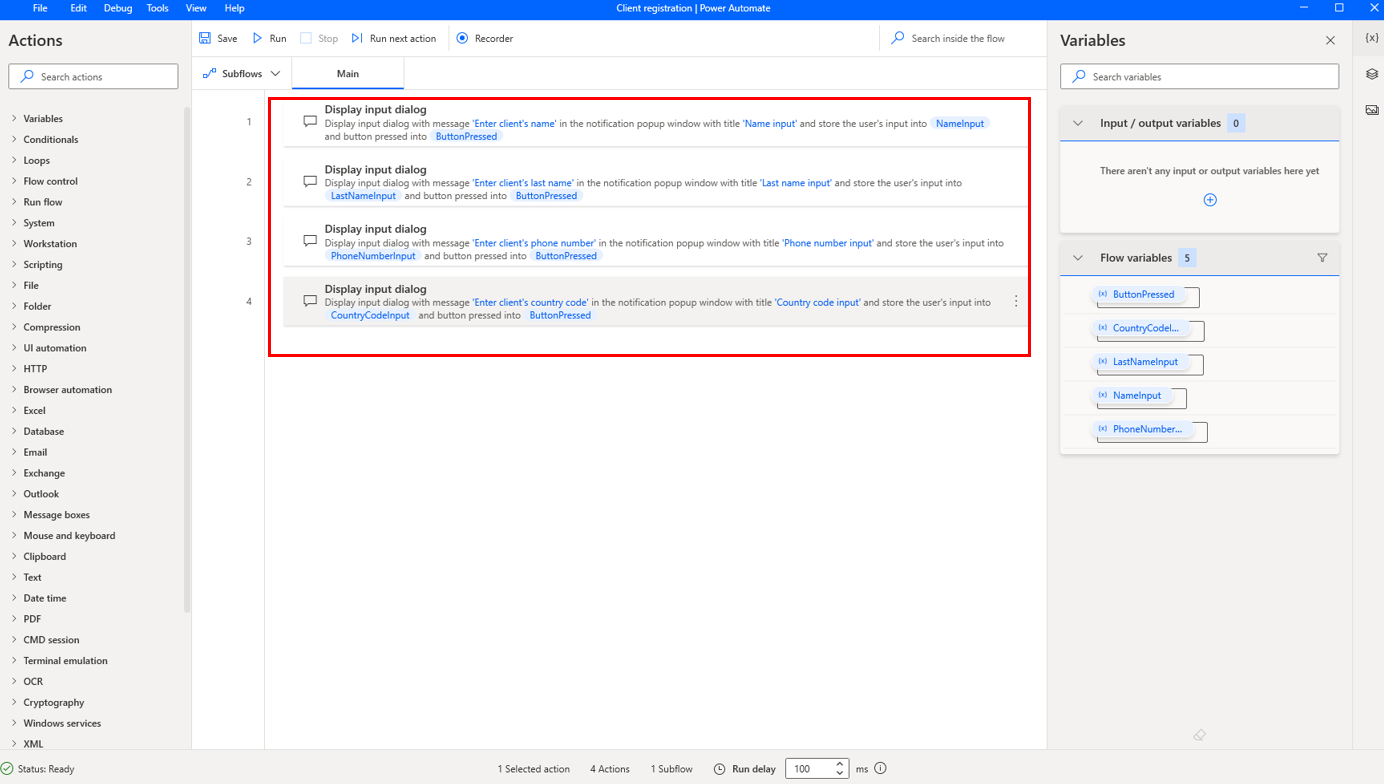 File Edit Debug Tools View Help
Client registration | Power Automate
Actions
Search actions
Variables
Conditionals
Loops
Flow control
Run flow
System
Workstation
Scripting
File
Folder
Compression
UI automation
HTTP
Browser automation
Excel
Database
Email
Exchange
Outlook
Message boxes
Mouse and keyboard
Clipboard
Text
Date time
PDF
CMD session
Terminal emulation
OCR
Cryptography
Windows services
XML
Save Run Stop Run next action Recorder
Search inside the flow
Subflows Main
1
Display input dialog
Display input dialog with message 'Enter client's name' in the notification popup window with title 'Name input' and store the user's input into NameInput
and button pressed into ButtonPressed
2
Display input dialog
Display input dialog with message 'Enter client's last name' in the notification popup window with title 'Last name input' and store the user's input into
LastNameInput and button pressed into ButtonPressed
3
Display input dialog
Display input dialog with message 'Enter client's phone number' in the notification popup window with title 'Phone number input' and store the user's input into
PhoneNumberInput and button pressed into ButtonPressed
4
Display input dialog
Display input dialog with message 'Enter client's country code' in the notification popup window with title 'Country code input' and store the user's input into
CountryCodeInput and button pressed into ButtonPressed
Variables
{x}
Search variables
Input / output variables 0
There aren't any input or output variables here yet
Flow variables 5
(x) ButtonPressed
(x) CountryCodeI...
(x) LastNameInput
(x) NameInput
(x) PhoneNumber...
Status: Ready
1 Selected action 4 Actions 1 Subflow Run delay 100 ms